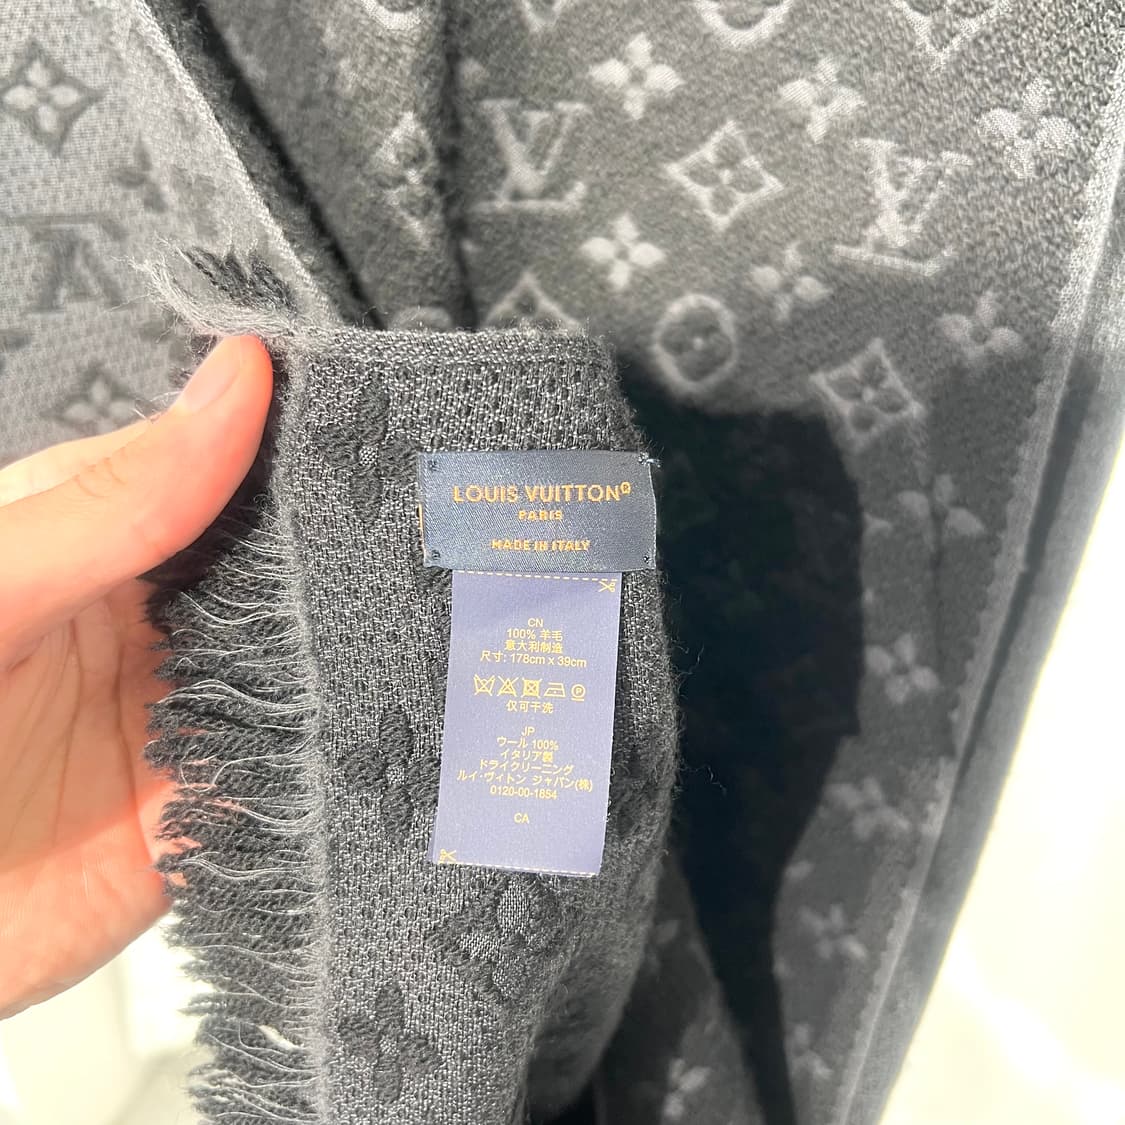 LV
LV
LOUIS VUITTON®
PARIS
MADE IN ITALY
CN
100% 羊毛
意大利制造
尺寸: 178cm x 39cm
P
仅可干洗
JP
ウール 100%
イタリア製
ドライクリーニング
ルイ・ヴィトン ジャパン(株)
0120-00-1854
CA